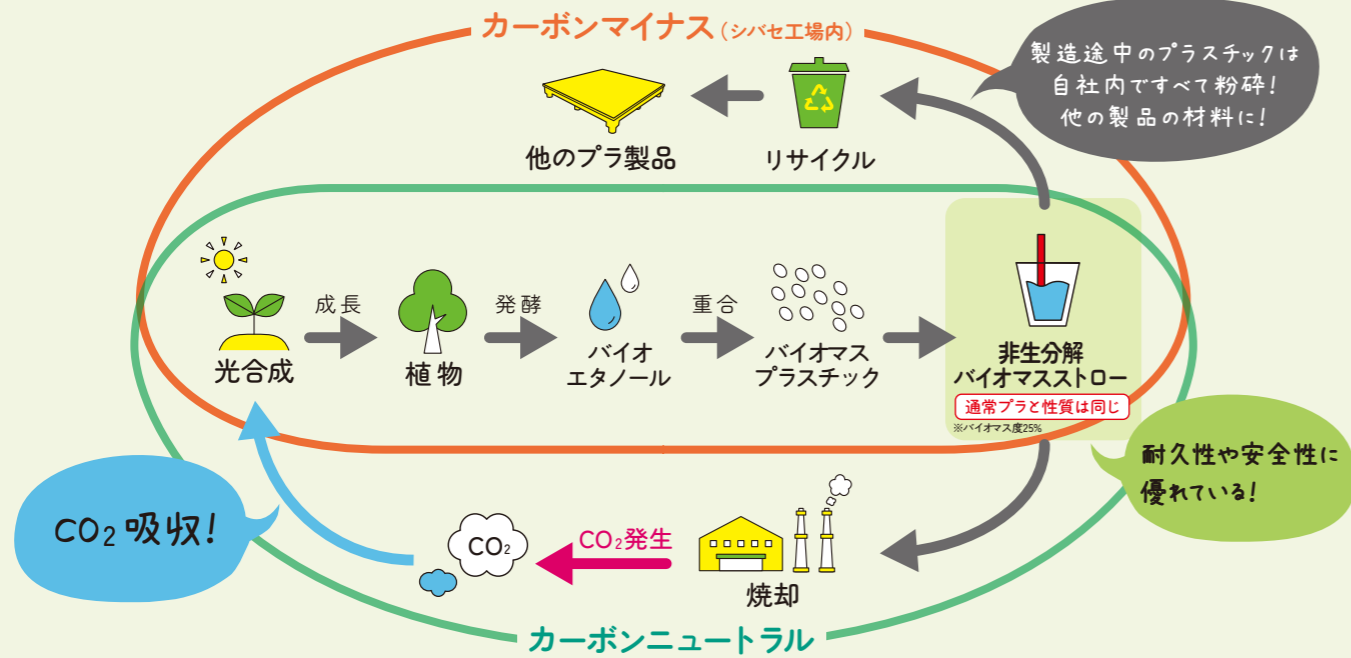 カーボンマイナス(シバセ工場内)
製造途中のプラスチックは
自社内ですべて粉砕!
他の製品の材料に!
他のプラ製品
リサイクル
成長
発酵
重合
光合成
植物
バイオ
エタノール
バイオマス
プラスチック
非生分解
バイオマスストロー
通常プラと性質は同じ
※バイオマス度25%
耐久性や安全性に
優れている!
CO₂吸収!
CO₂
CO₂発生
焼却
カーボンニュートラル